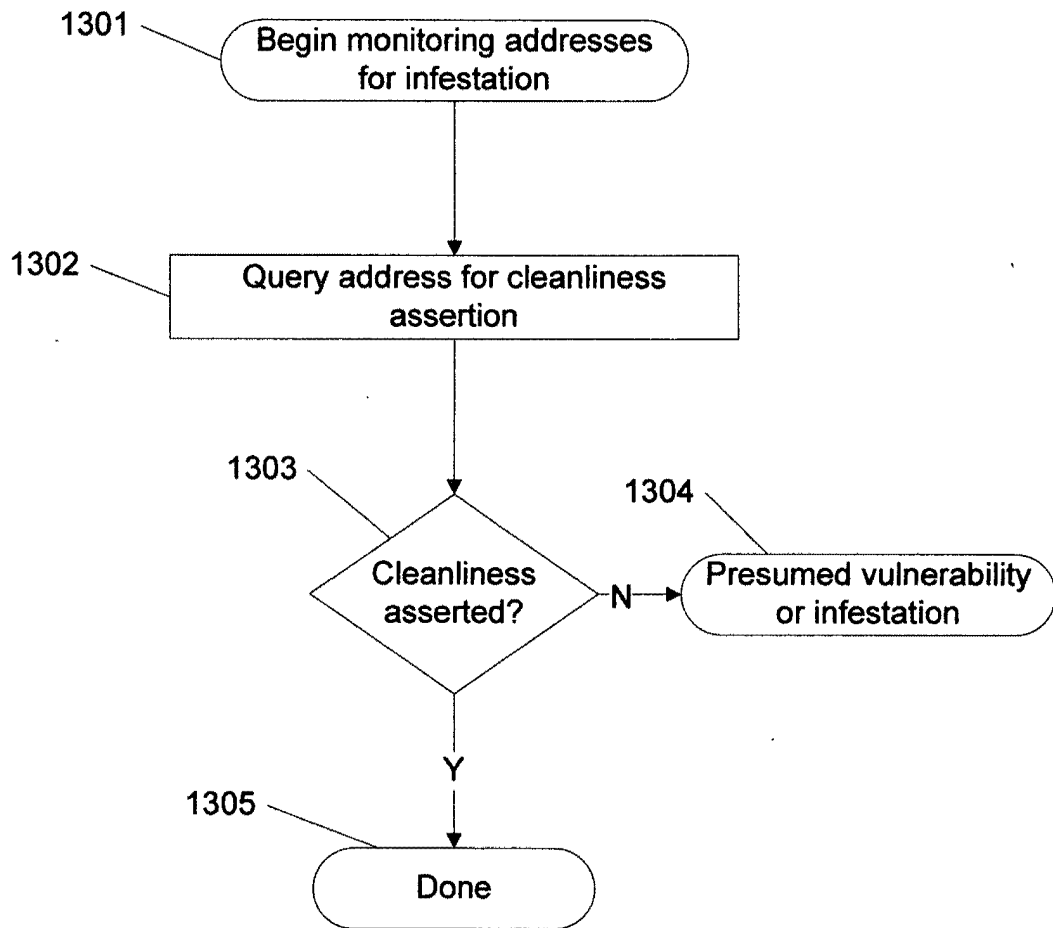 1301
Begin monitoring addresses
for infestation
1302
Query address for cleanliness
assertion
1303
Cleanliness
asserted?
N
1304
Presumed vulnerability
or infestation
Y
1305
Done